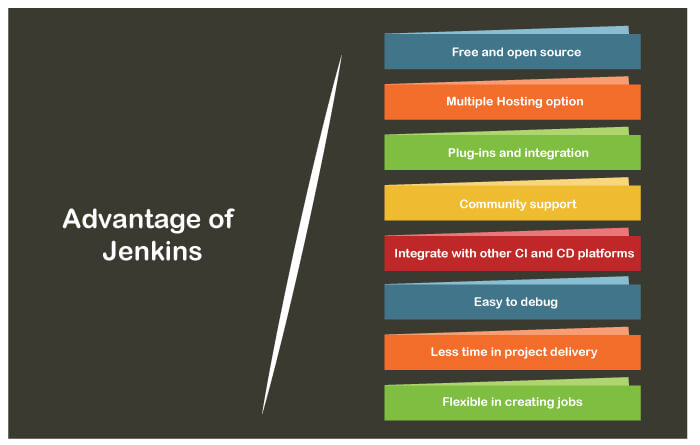 Advantage of
Jenkins
Free and open source
Multiple Hosting option
Plug-ins and integration
Community support
Integrate with other CI and CD platforms
Easy to debug
Less time in project delivery
Flexible in creating jobs